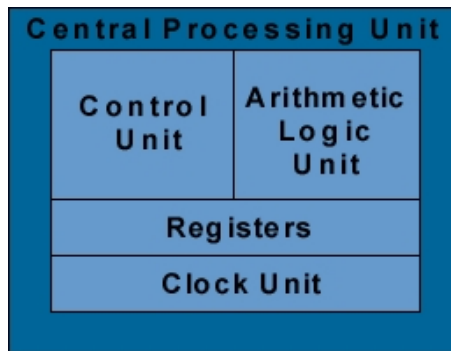 Central Processing Unit
Control
Unit
Arithmetic
Logic
Unit
Registers
Clock Unit